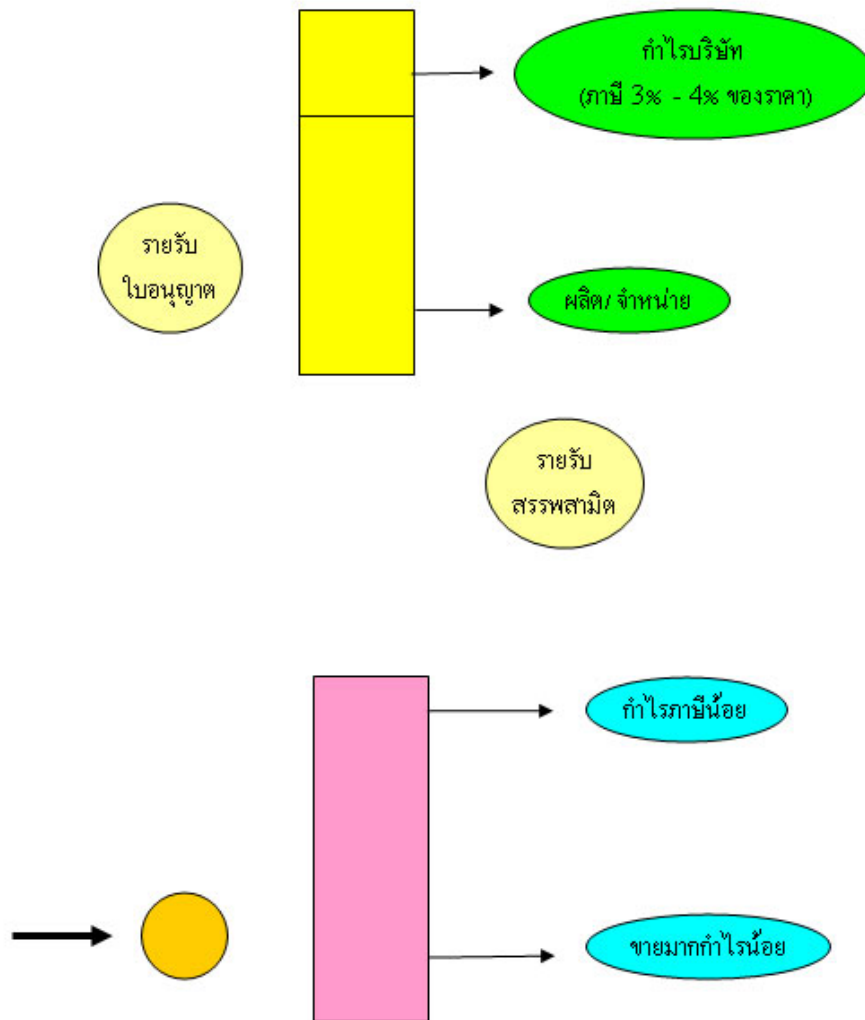 กำไรบริษัท
(ภาษี 3% - 4% ของราคา)
รายรับ
ใบอนุญาต
ผลิต/ จำหน่าย
รายรับ
สรรพสามิต
กำไรภาษีน้อย
ขายมากกำไรน้อย